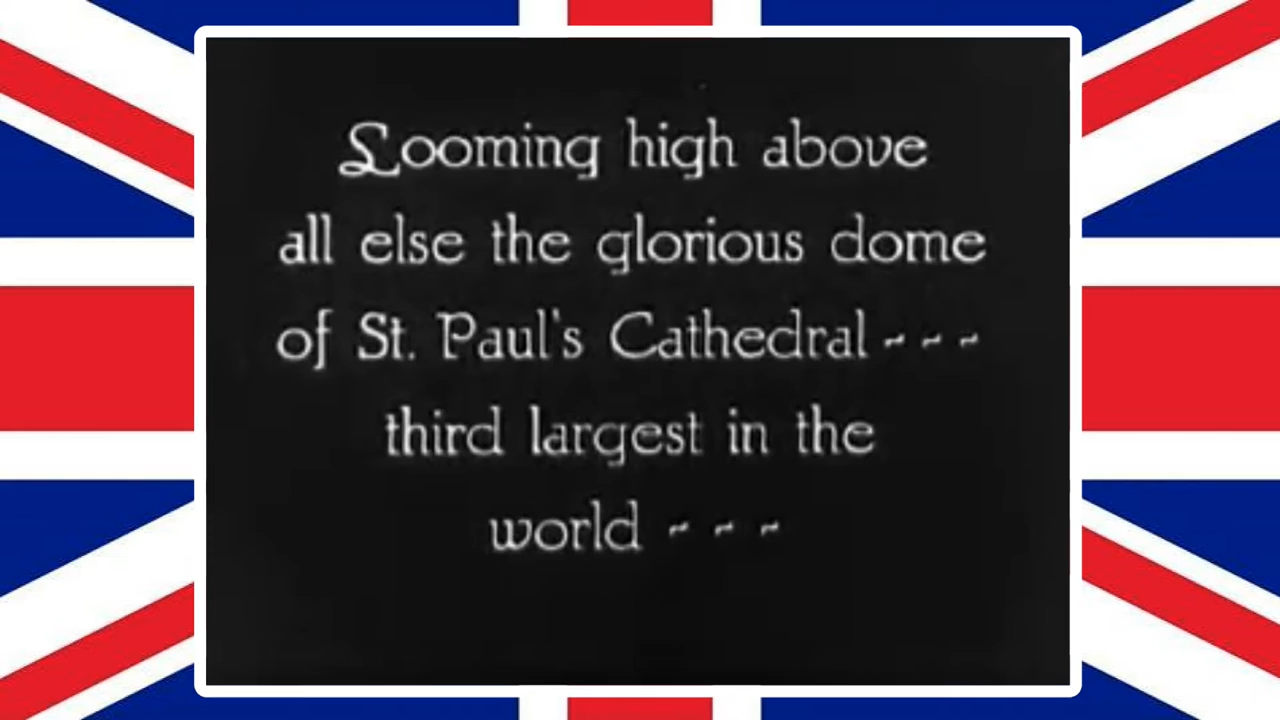 Looming high above
all else the glorious dome
of St. Paul's Cathedral - - -
third largest in the
world - - -